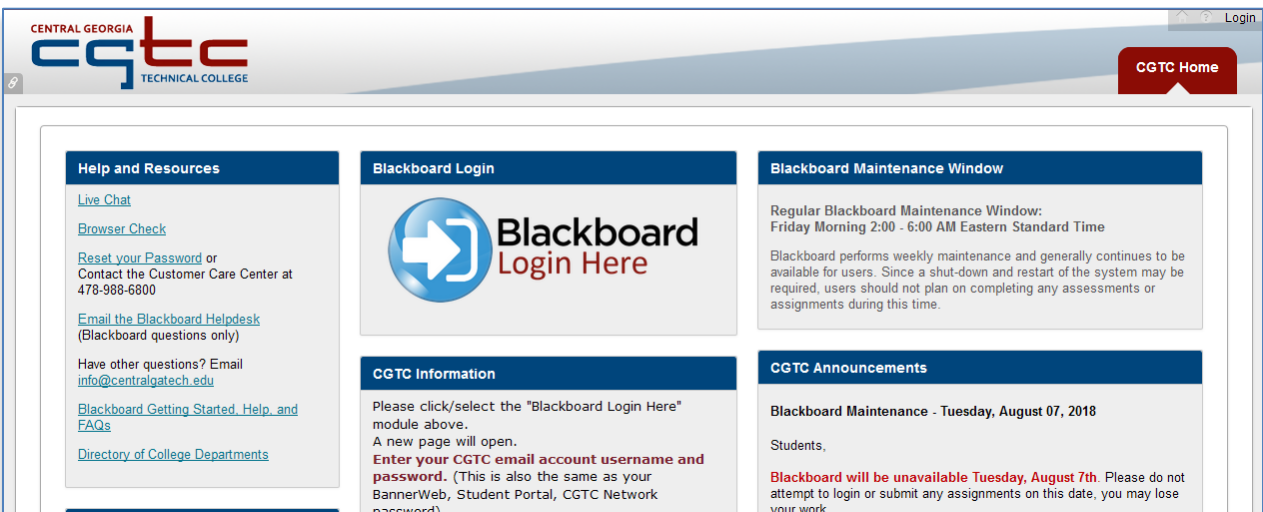 CENTRAL GEORGIA
cgtc
TECHNICAL COLLEGE
Login
CGTC Home
Help and Resources
Live Chat
Browser Check
Reset your Password or
Contact the Customer Care Center at
478-988-6800
Email the Blackboard Helpdesk
(Blackboard questions only)
Have other questions? Email
info@centralgatech.edu
Blackboard Getting Started, Help, and
FAQs
Directory of College Departments
Blackboard Login
Blackboard
Login Here
CGTC Information
Please click/select the "Blackboard Login Here"
module above.
A new page will open.
Enter your CGTC email account username and
password. (This is also the same as your
BannerWeb, Student Portal, CGTC Network
password)
Blackboard Maintenance Window
Regular Blackboard Maintenance Window:
Friday Morning 2:00 - 6:00 AM Eastern Standard Time
Blackboard performs weekly maintenance and generally continues to be
available for users. Since a shut-down and restart of the system may be
required, users should not plan on completing any assessments or
assignments during this time.
CGTC Announcements
Blackboard Maintenance - Tuesday, August 07, 2018
Students,
Blackboard will be unavailable Tuesday, August 7th. Please do not
attempt to login or submit any assignments on this date, you may lose
your work